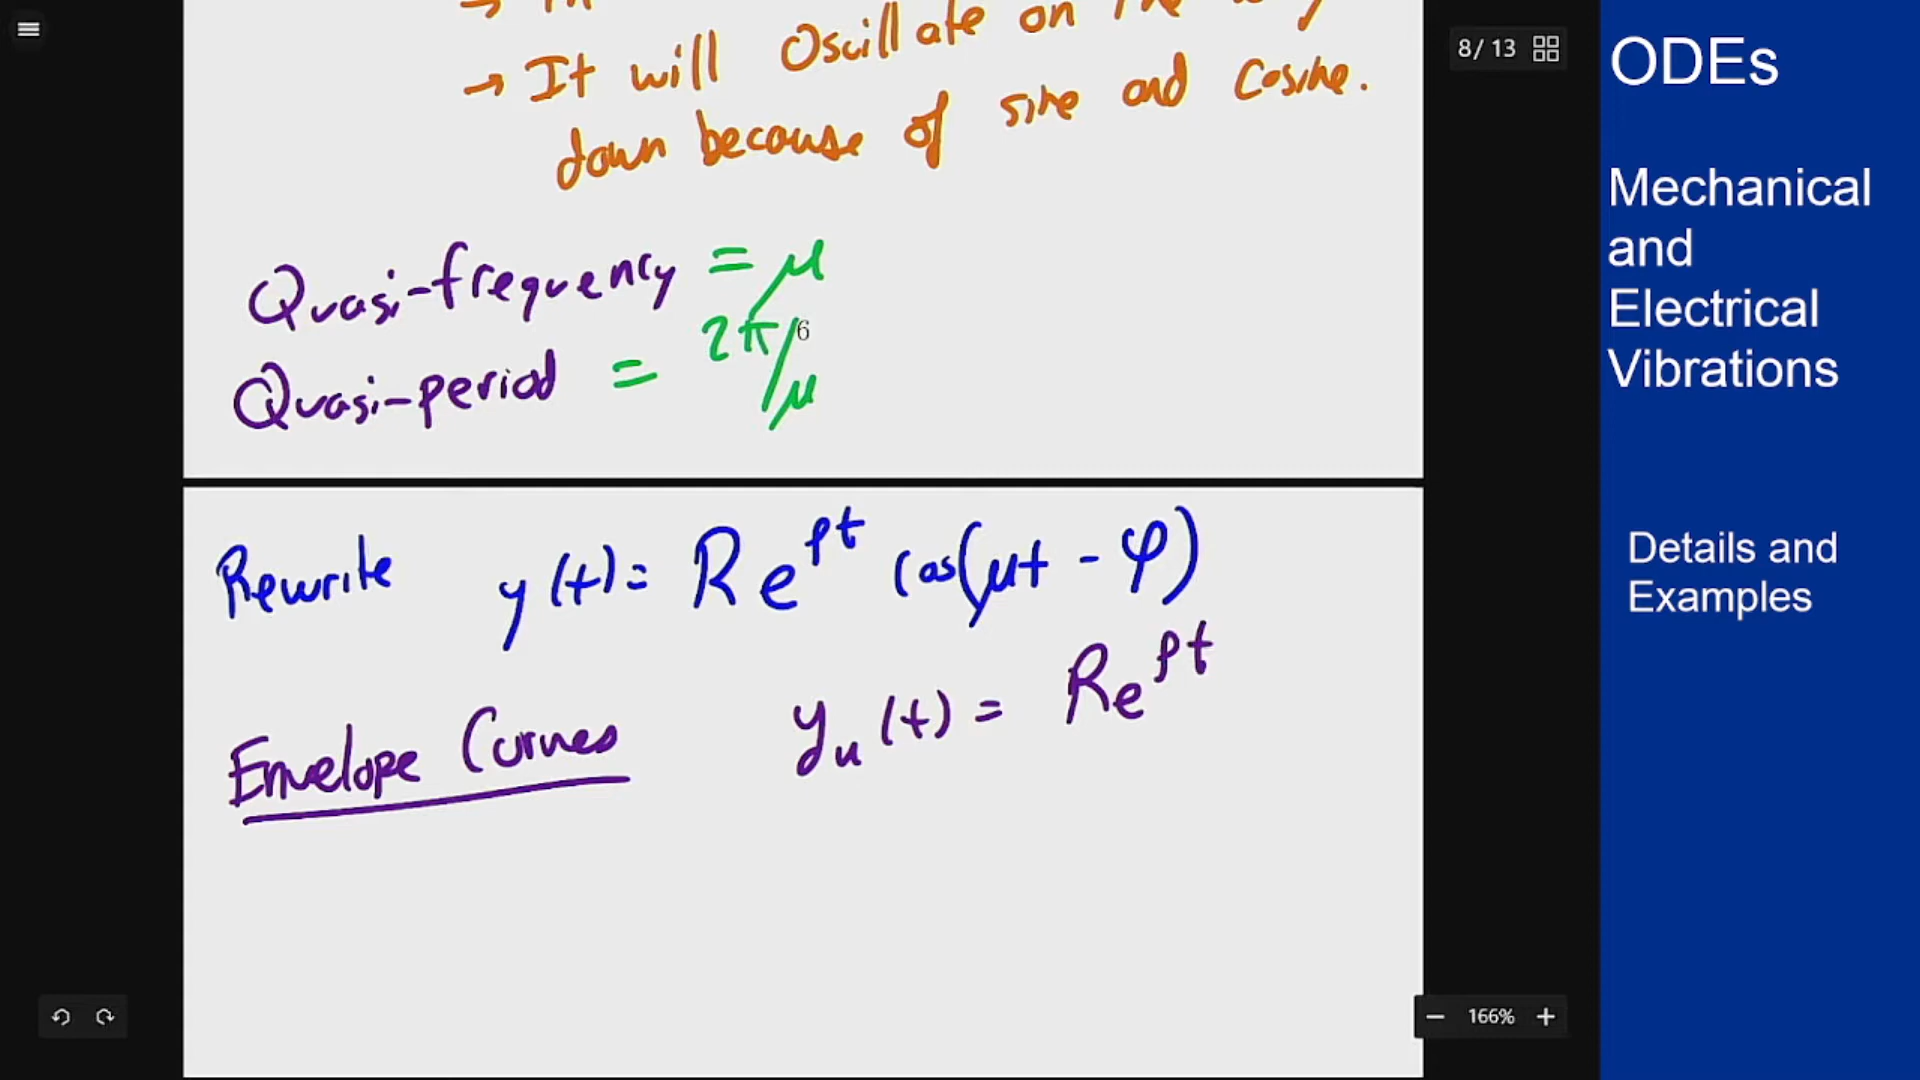 → It will Oscillate on the
down because of sine and cosine.
Quasi-frequency = μ
Quasi-period = 2π/μ
6
Rewrite y(t) = Re^ρt cos(μt - φ)
Envelope Curves y_u(t) = Re^ρt
8/ 13
166%
ODEs
Mechanical
and
Electrical
Vibrations
Details and
Examples